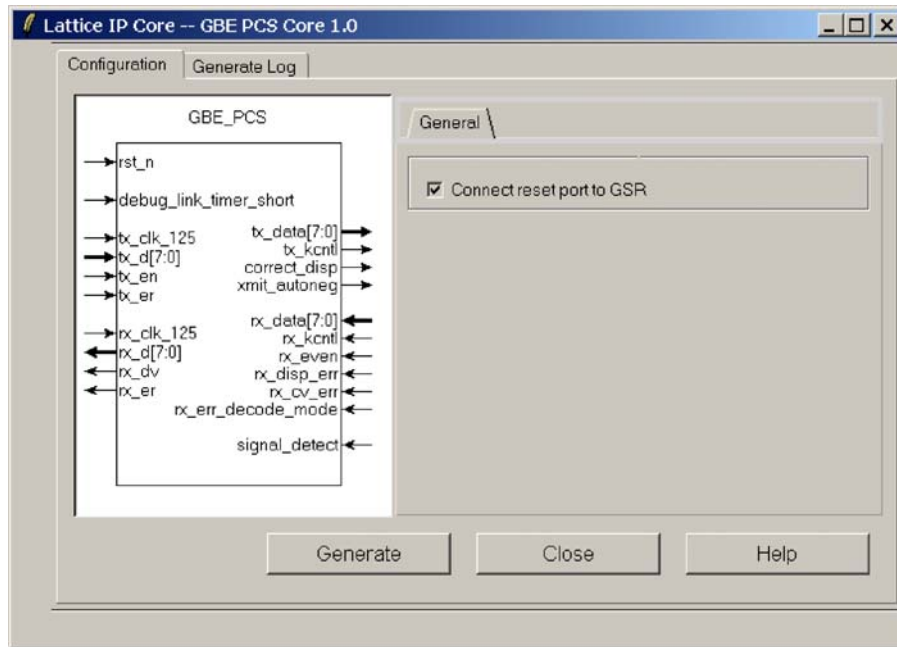 Lattice IP Core -- GBE PCS Core 1.0
Configuration
Generate Log
GBE_PCS
rst_n
debug_link_timer_short
tx_clk_125
tx_d[7:0]
tx_en
tx_er
tx_data[7:0]
tx_kcntl
correct_disp
xmit_autoneg
rx_clk_125
rx_d[7:0]
rx_dv
rx_er
rx_data[7:0]
rx_kcntl
rx_even
rx_disp_err
rx_cv_err
rx_err_decode_mode
signal_detect
General
Connect reset port to GSR
Generate
Close
Help